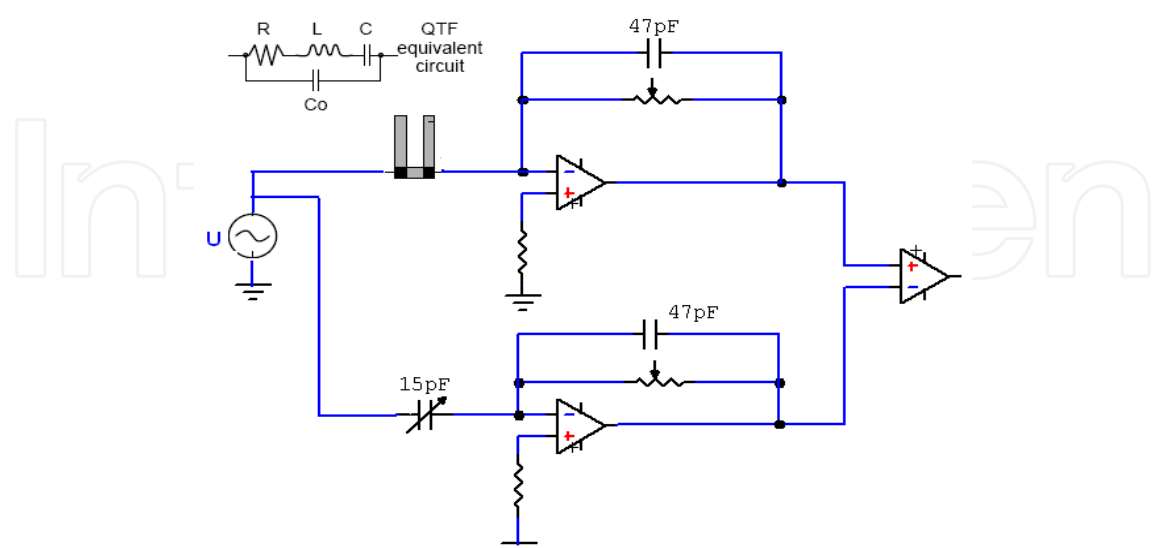 47pF
R L C QTF
equivalent
circuit
Co
U
47pF
15pF